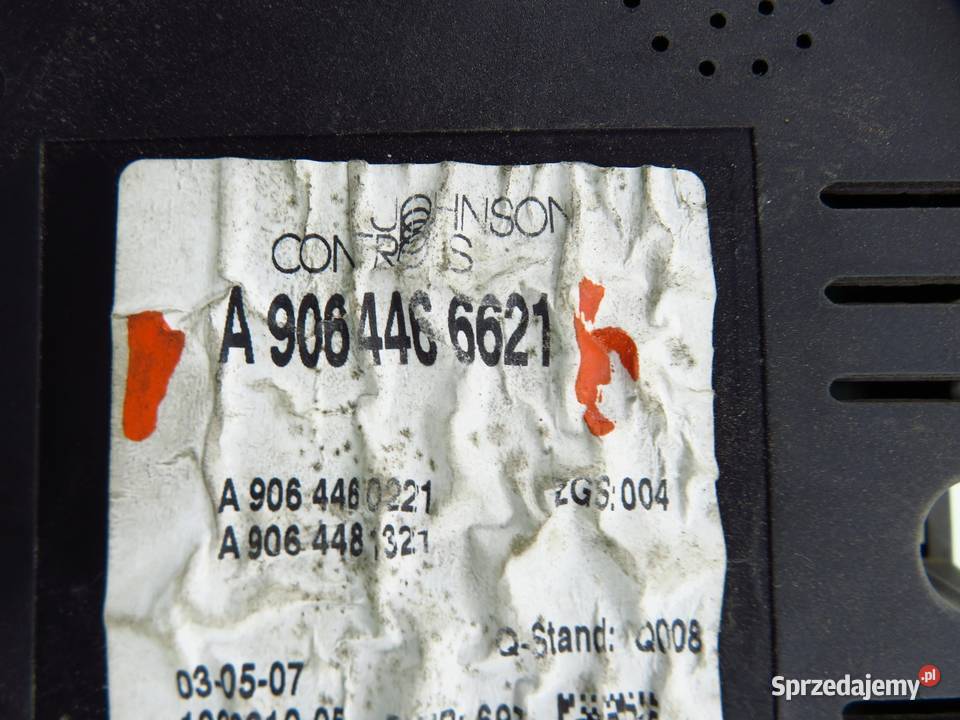 JOHNSON
CONTROLS
A 906 446 6621
A 906 446 0221 ZGS: 004
A 906 448 1321
Q-Stand: Q008
03-05-07
Sprzedajemy.pl